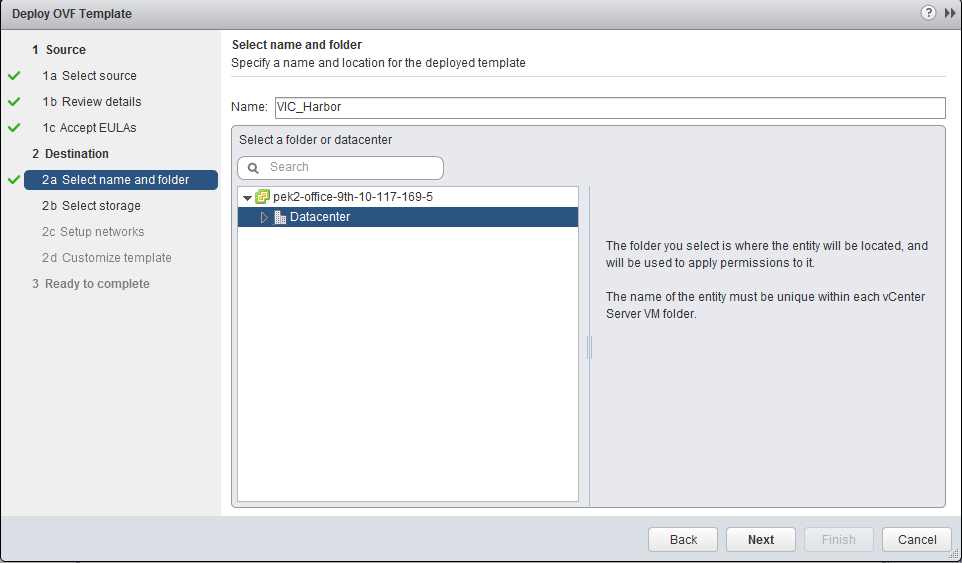 Deploy OVF Template
1 Source
1a Select source
1b Review details
1c Accept EULAs
2 Destination
2a Select name and folder
2b Select storage
2c Setup networks
2d Customize template
3 Ready to complete
Select name and folder
Specify a name and location for the deployed template
Name: VIC_Harbor
Select a folder or datacenter
Search
pek2-office-9th-10-117-169-5
Datacenter
The folder you select is where the entity will be located, and
will be used to apply permissions to it.
The name of the entity must be unique within each vCenter
Server VM folder.
Back Next Finish Cancel